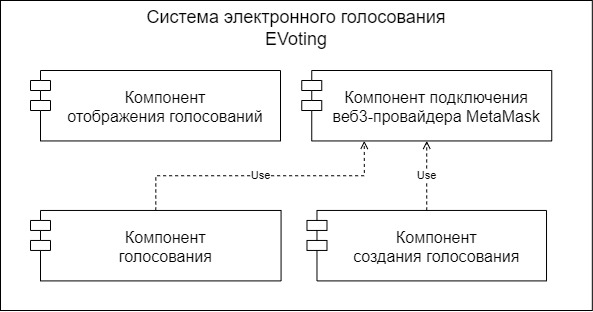 Система электронного голосования
EVoting
Компонент
отображения голосований
Компонент подключения
веб3-провайдера MetaMask
Use
Use
Компонент
голосования
Компонент
создания голосования